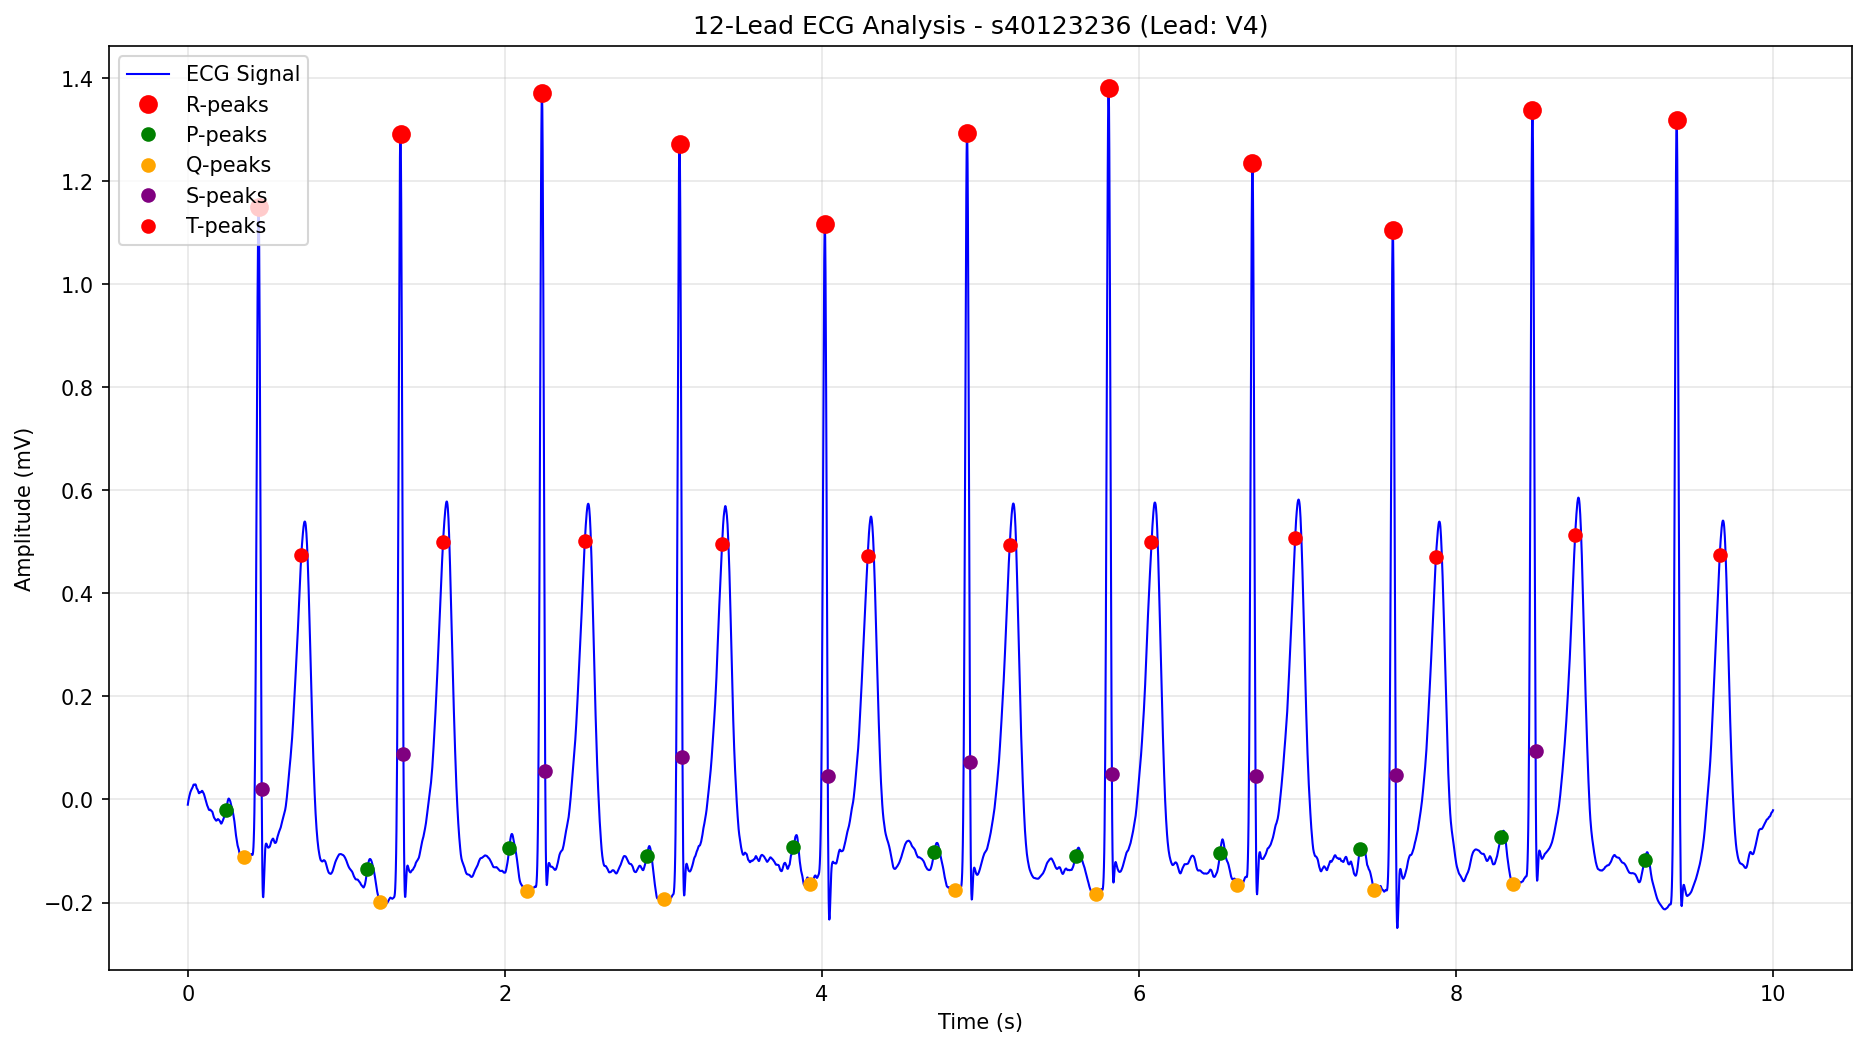 12-Lead ECG Analysis - s40123236 (Lead: V4)
ECG Signal
R-peaks
P-peaks
Q-peaks
S-peaks
T-peaks
Amplitude (mV)
1.4
1.2
1.0
0.8
0.6
0.4
0.2
0.0
−0.2
0 2 4 6 8 10
Time (s)